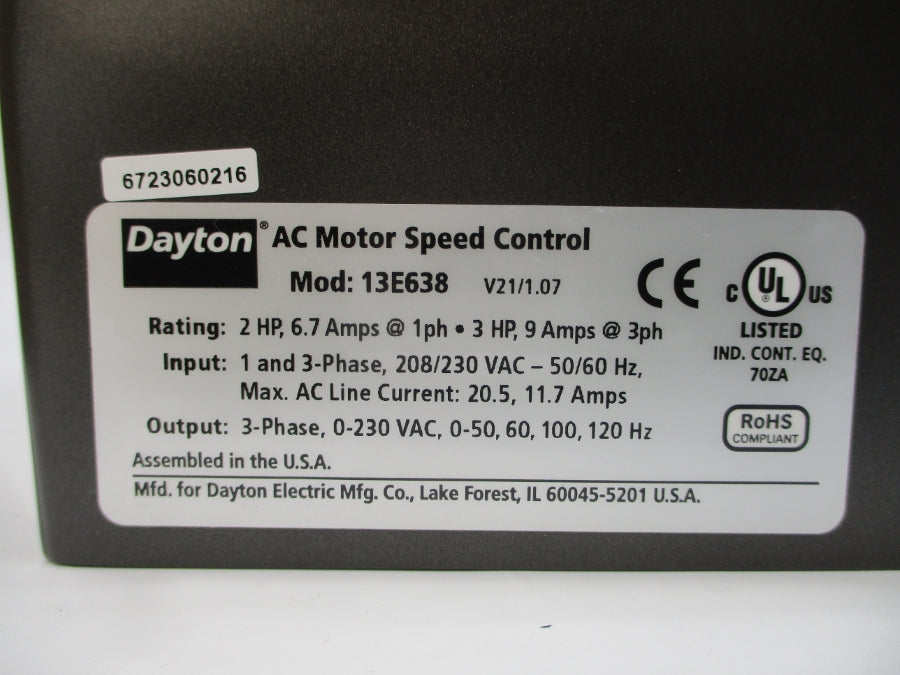 6723060216
Dayton® AC Motor Speed Control
Mod: 13E638 V21/1.07
CE
C UL® US
LISTED
IND. CONT. EQ.
70ZA
Rating: 2 HP, 6.7 Amps @ 1ph • 3 HP, 9 Amps @ 3ph
Input: 1 and 3-Phase, 208/230 VAC – 50/60 Hz,
Max. AC Line Current: 20.5, 11.7 Amps
Output: 3-Phase, 0-230 VAC, 0-50, 60, 100, 120 Hz
RoHS
COMPLIANT
Assembled in the U.S.A.
Mfd. for Dayton Electric Mfg. Co., Lake Forest, IL 60045-5201 U.S.A.